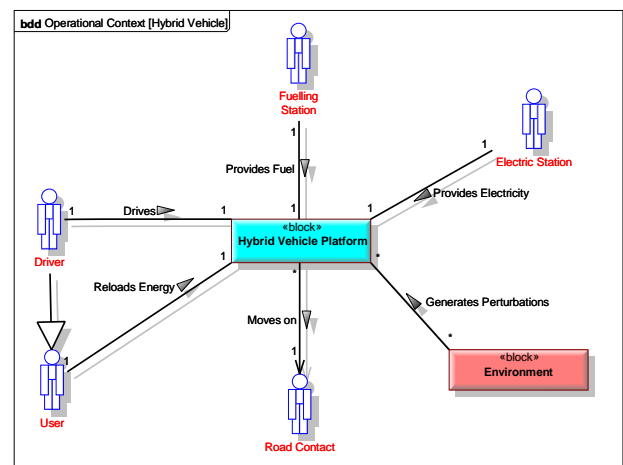 bdd Operational Context [Hybrid Vehicle]
Fuelling
Station
1
1
Electric Station
Provides Fuel
Provides Electricity
1
Drives
1
1
1
«block»
Hybrid Vehicle Platform
Driver
1
*
*
Reloads Energy
Generates Perturbations
Moves on
*
1
1
«block»
Environment
User
Road Contact